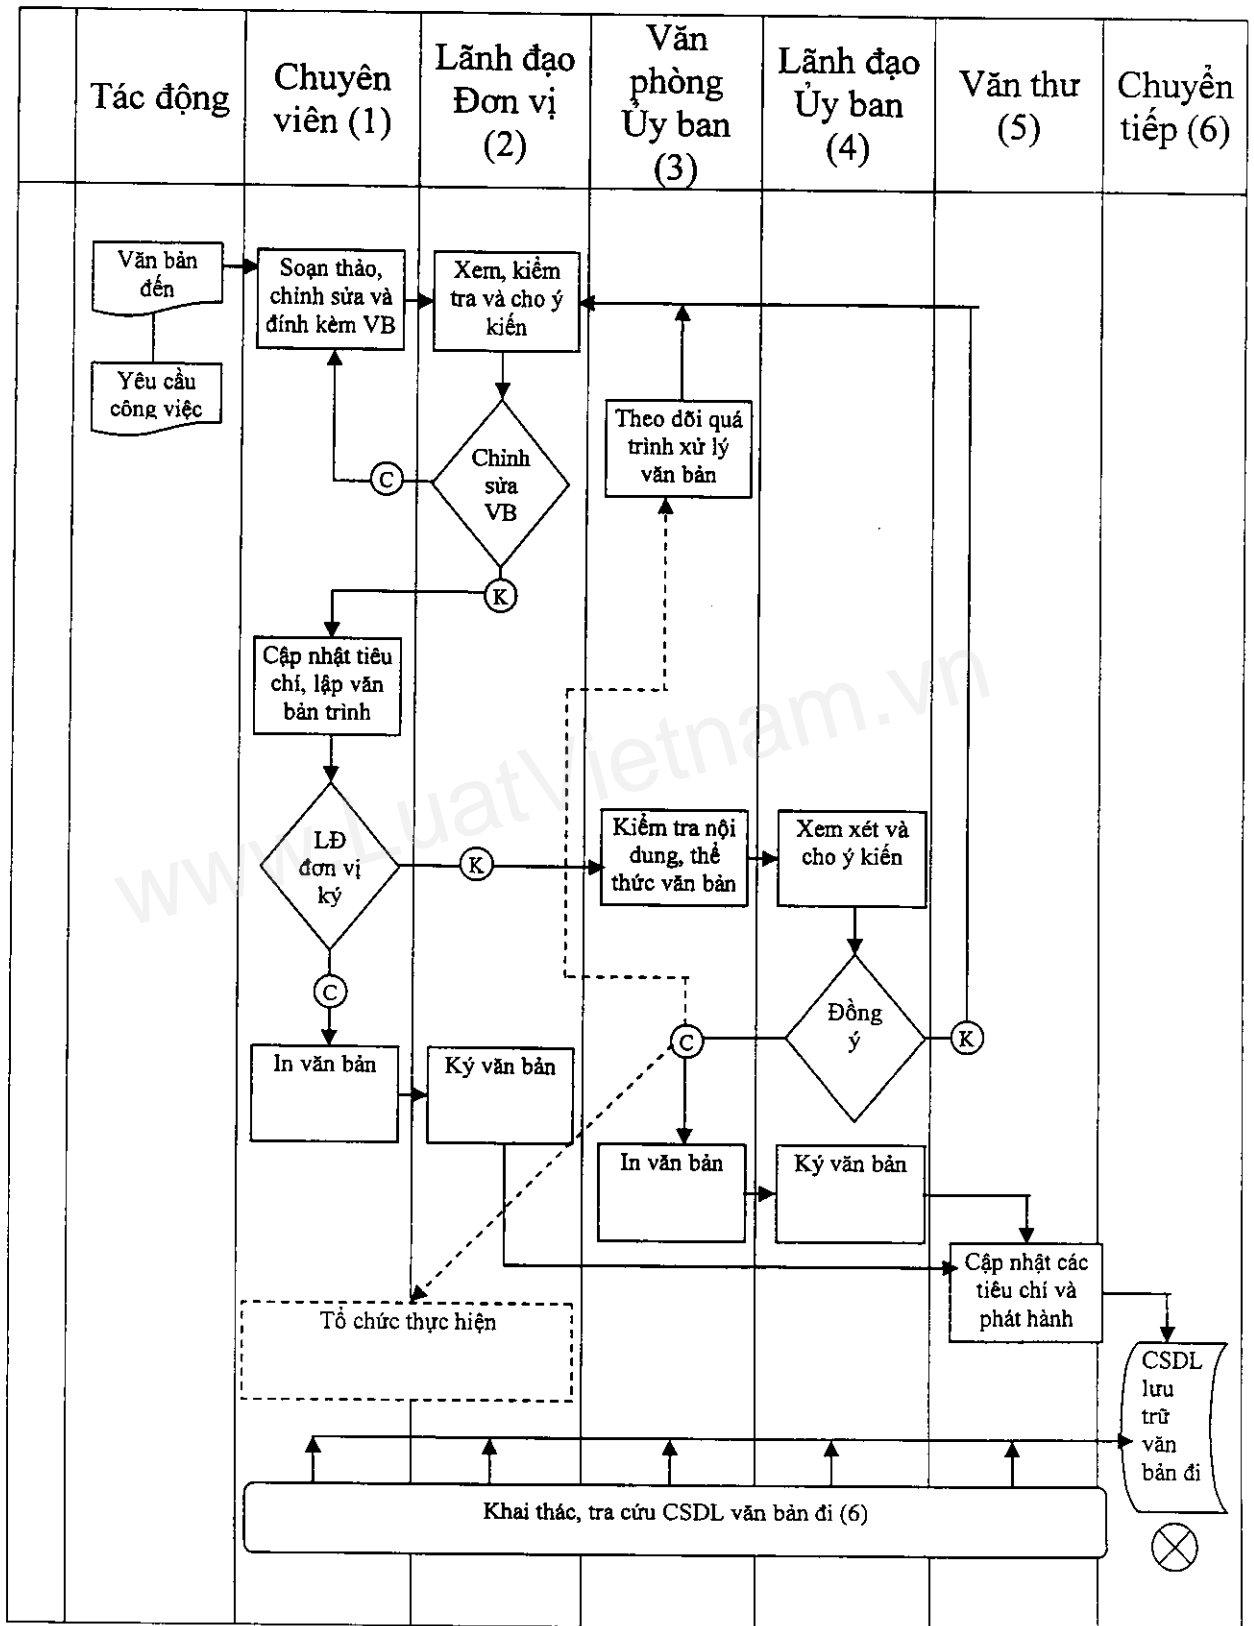 Tác động
Chuyên
viên (1)
Lãnh đạo
Đơn vị
(2)
Văn
phòng
Ủy ban
(3)
Lãnh đạo
Ủy ban
(4)
Văn thư
(5)
Chuyển
tiếp (6)
Văn bản
đến
Soạn thảo,
chỉnh sửa và
đính kèm VB
Xem, kiểm
tra và cho ý
kiến
Yêu cầu
công việc
Theo dõi quá
trình xử lý
văn bản
Chỉnh
sửa
VB
C
K
Cập nhật tiêu
chí, lập văn
bản trình
LĐ
đơn vị
ký
K
Kiểm tra nội
dung, thể
thức văn bản
Xem xét và
cho ý kiến
C
Đồng
ý
C
K
In văn bản
Ký văn bản
In văn bản
Ký văn bản
Cập nhật các
tiêu chí và
phát hành
Tổ chức thực hiện
CSDL
lưu
trữ
văn
bản đi
Khai thác, tra cứu CSDL văn bản đi (6)
www.LuatVietnam.vn